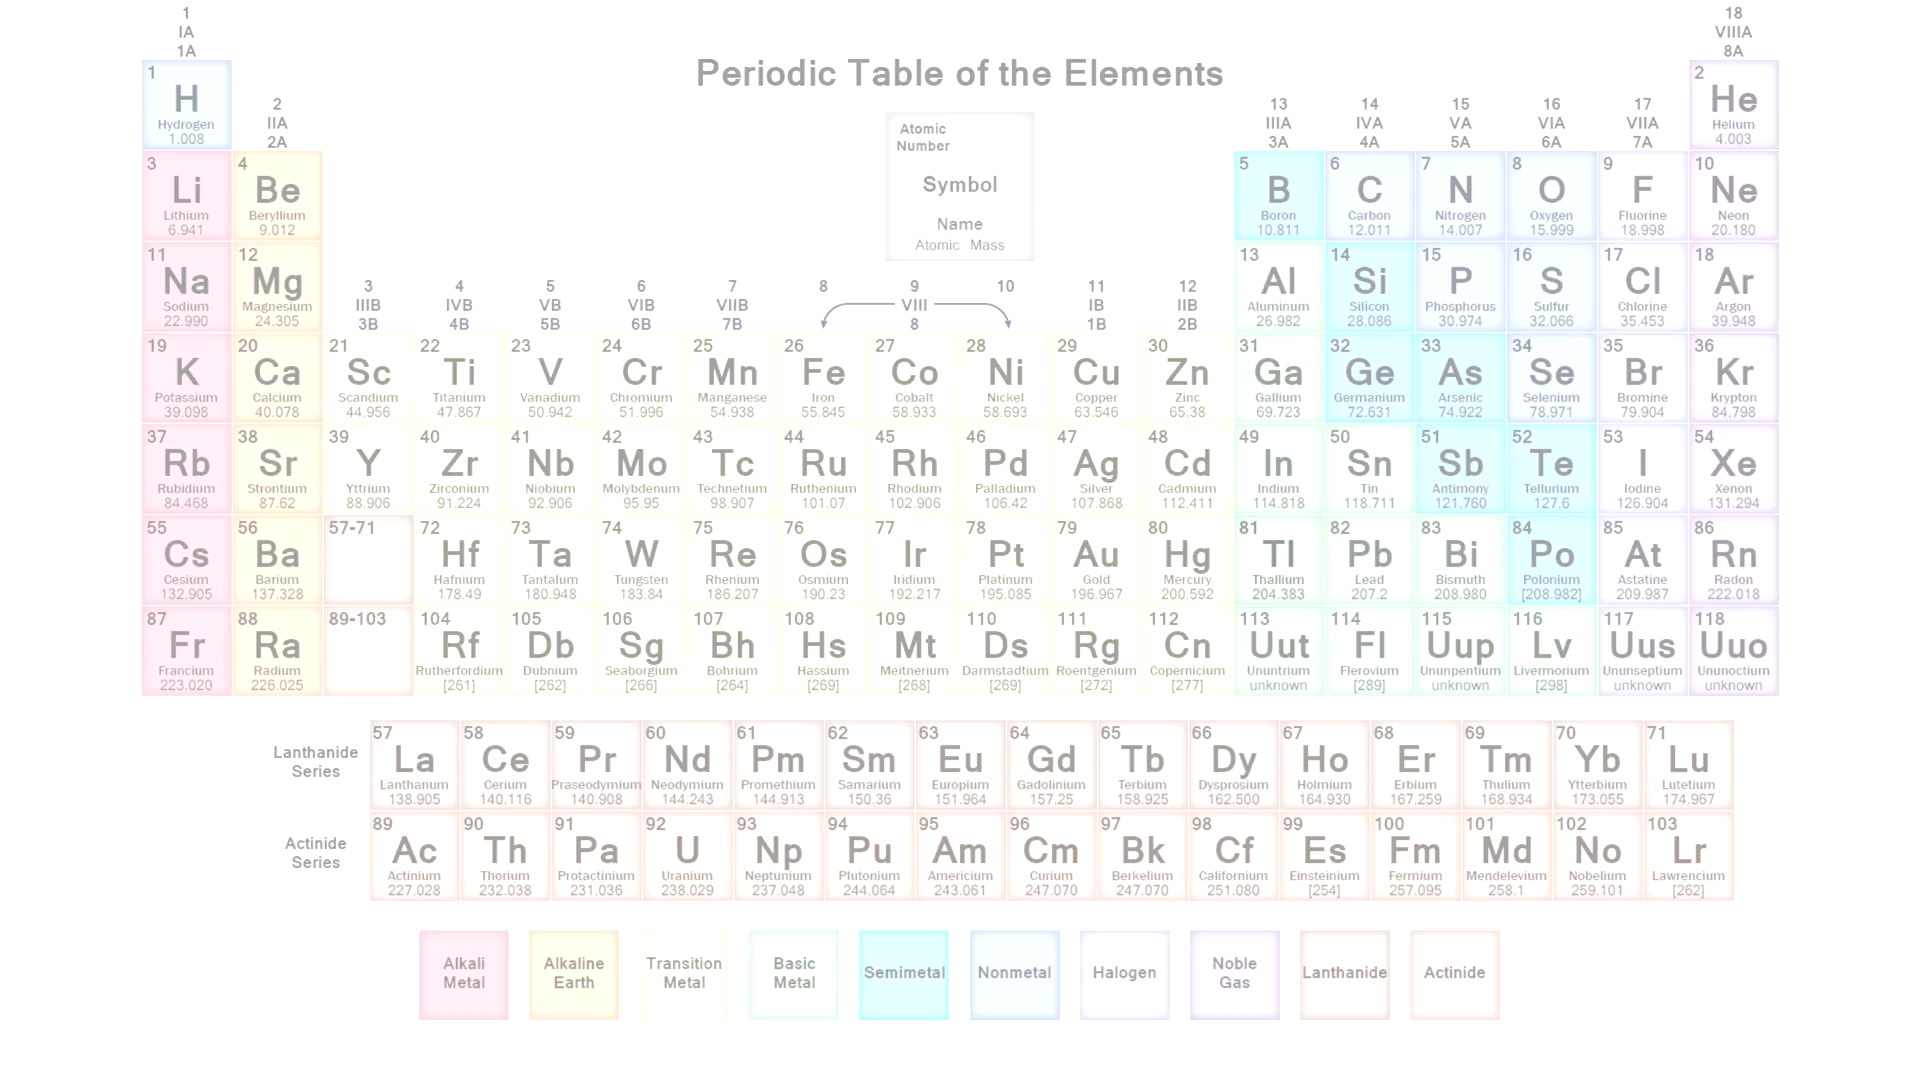 1
IA
1A
18
VIIIA
8A
Periodic Table of the Elements
1
H
Hydrogen
1.008
2
He
Helium
4.003
2
IIA
2A
13
IIIA
3A
14
IVA
4A
15
VA
5A
16
VIA
6A
17
VIIA
7A
Atomic
Number
Symbol
Name
Atomic Mass
3
Li
Lithium
6.941
4
Be
Beryllium
9.012
5
B
Boron
10.811
6
C
Carbon
12.011
7
N
Nitrogen
14.007
8
O
Oxygen
15.999
9
F
Fluorine
18.998
10
Ne
Neon
20.180
11
Na
Sodium
22.990
12
Mg
Magnesium
24.305
3
IIIB
3B
4
IVB
4B
5
VB
5B
6
VIB
6B
7
VIIB
7B
8
9
10
VIII
8
11
IB
1B
12
IIB
2B
13
Al
Aluminum
26.982
14
Si
Silicon
28.086
15
P
Phosphorus
30.974
16
S
Sulfur
32.066
17
Cl
Chlorine
35.453
18
Ar
Argon
39.948
19
K
Potassium
39.098
20
Ca
Calcium
40.078
21
Sc
Scandium
44.956
22
Ti
Titanium
47.867
23
V
Vanadium
50.942
24
Cr
Chromium
51.996
25
Mn
Manganese
54.938
26
Fe
Iron
55.845
27
Co
Cobalt
58.933
28
Ni
Nickel
58.693
29
Cu
Copper
63.546
30
Zn
Zinc
65.38
31
Ga
Gallium
69.723
32
Ge
Germanium
72.631
33
As
Arsenic
74.922
34
Se
Selenium
78.971
35
Br
Bromine
79.904
36
Kr
Krypton
84.798
37
Rb
Rubidium
84.468
38
Sr
Strontium
87.62
39
Y
Yttrium
88.906
40
Zr
Zirconium
91.224
41
Nb
Niobium
92.906
42
Mo
Molybdenum
95.95
43
Tc
Technetium
98.907
44
Ru
Ruthenium
101.07
45
Rh
Rhodium
102.906
46
Pd
Palladium
106.42
47
Ag
Silver
107.868
48
Cd
Cadmium
112.411
49
In
Indium
114.818
50
Sn
Tin
118.711
51
Sb
Antimony
121.760
52
Te
Tellurium
127.6
53
I
Iodine
126.904
54
Xe
Xenon
131.294
55
Cs
Cesium
132.905
56
Ba
Barium
137.328
57-71
72
Hf
Hafnium
178.49
73
Ta
Tantalum
180.948
74
W
Tungsten
183.84
75
Re
Rhenium
186.207
76
Os
Osmium
190.23
77
Ir
Iridium
192.217
78
Pt
Platinum
195.085
79
Au
Gold
196.967
80
Hg
Mercury
200.592
81
Tl
Thallium
204.383
82
Pb
Lead
207.2
83
Bi
Bismuth
208.980
84
Po
Polonium
[208.982]
85
At
Astatine
209.987
86
Rn
Radon
222.018
87
Fr
Francium
223.020
88
Ra
Radium
226.025
89-103
104
Rf
Rutherfordium
[261]
105
Db
Dubnium
[262]
106
Sg
Seaborgium
[266]
107
Bh
Bohrium
[264]
108
Hs
Hassium
[269]
109
Mt
Meitnerium
[268]
110
Ds
Darmstadtium
[269]
111
Rg
Roentgenium
[272]
112
Cn
Copernicium
[277]
113
Uut
Ununtrium
unknown
114
Fl
Flerovium
[289]
115
Uup
Ununpentium
unknown
116
Lv
Livermorium
[298]
117
Uus
Ununseptium
unknown
118
Uuo
Ununoctium
unknown
Lanthanide
Series
57
La
Lanthanum
138.905
58
Ce
Cerium
140.116
59
Pr
Praseodymium
140.908
60
Nd
Neodymium
144.243
61
Pm
Promethium
144.913
62
Sm
Samarium
150.36
63
Eu
Europium
151.964
64
Gd
Gadolinium
157.25
65
Tb
Terbium
158.925
66
Dy
Dysprosium
162.500
67
Ho
Holmium
164.930
68
Er
Erbium
167.259
69
Tm
Thulium
168.934
70
Yb
Ytterbium
173.055
71
Lu
Lutetium
174.967
Actinide
Series
89
Ac
Actinium
227.028
90
Th
Thorium
232.038
91
Pa
Protactinium
231.036
92
U
Uranium
238.029
93
Np
Neptunium
237.048
94
Pu
Plutonium
244.064
95
Am
Americium
243.061
96
Cm
Curium
247.070
97
Bk
Berkelium
247.070
98
Cf
Californium
251.080
99
Es
Einsteinium
[254]
100
Fm
Fermium
257.095
101
Md
Mendelevium
258.1
102
No
Nobelium
259.101
103
Lr
Lawrencium
[262]
Alkali
Metal
Alkaline
Earth
Transition
Metal
Basic
Metal
Semimetal
Nonmetal
Halogen
Noble
Gas
Lanthanide
Actinide